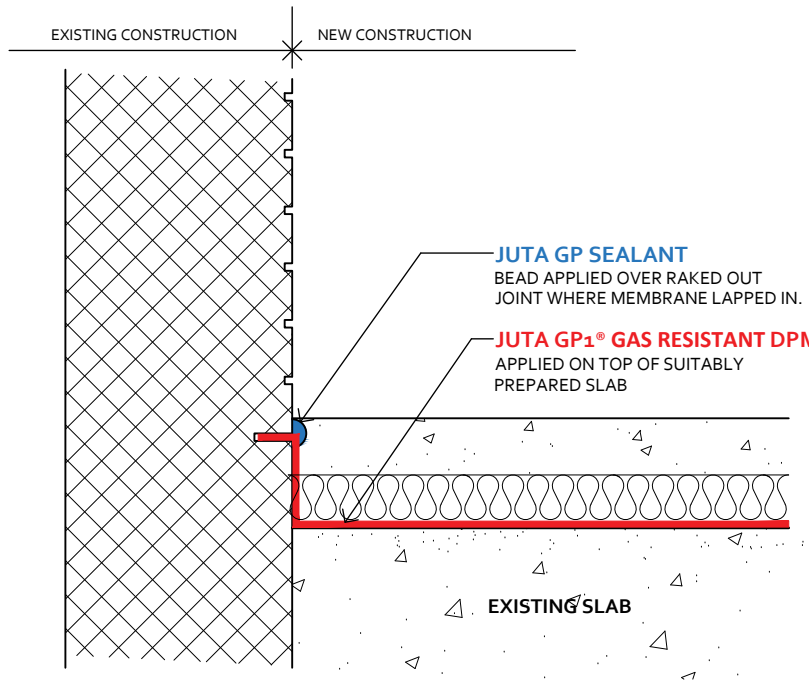 EXISTING CONSTRUCTION
NEW CONSTRUCTION
JUTA GP SEALANT
BEAD APPLIED OVER RAKED OUT
JOINT WHERE MEMBRANE LAPPED IN.
JUTA GP1® GAS RESISTANT DPM
APPLIED ON TOP OF SUITABLY
PREPARED SLAB
EXISTING SLAB